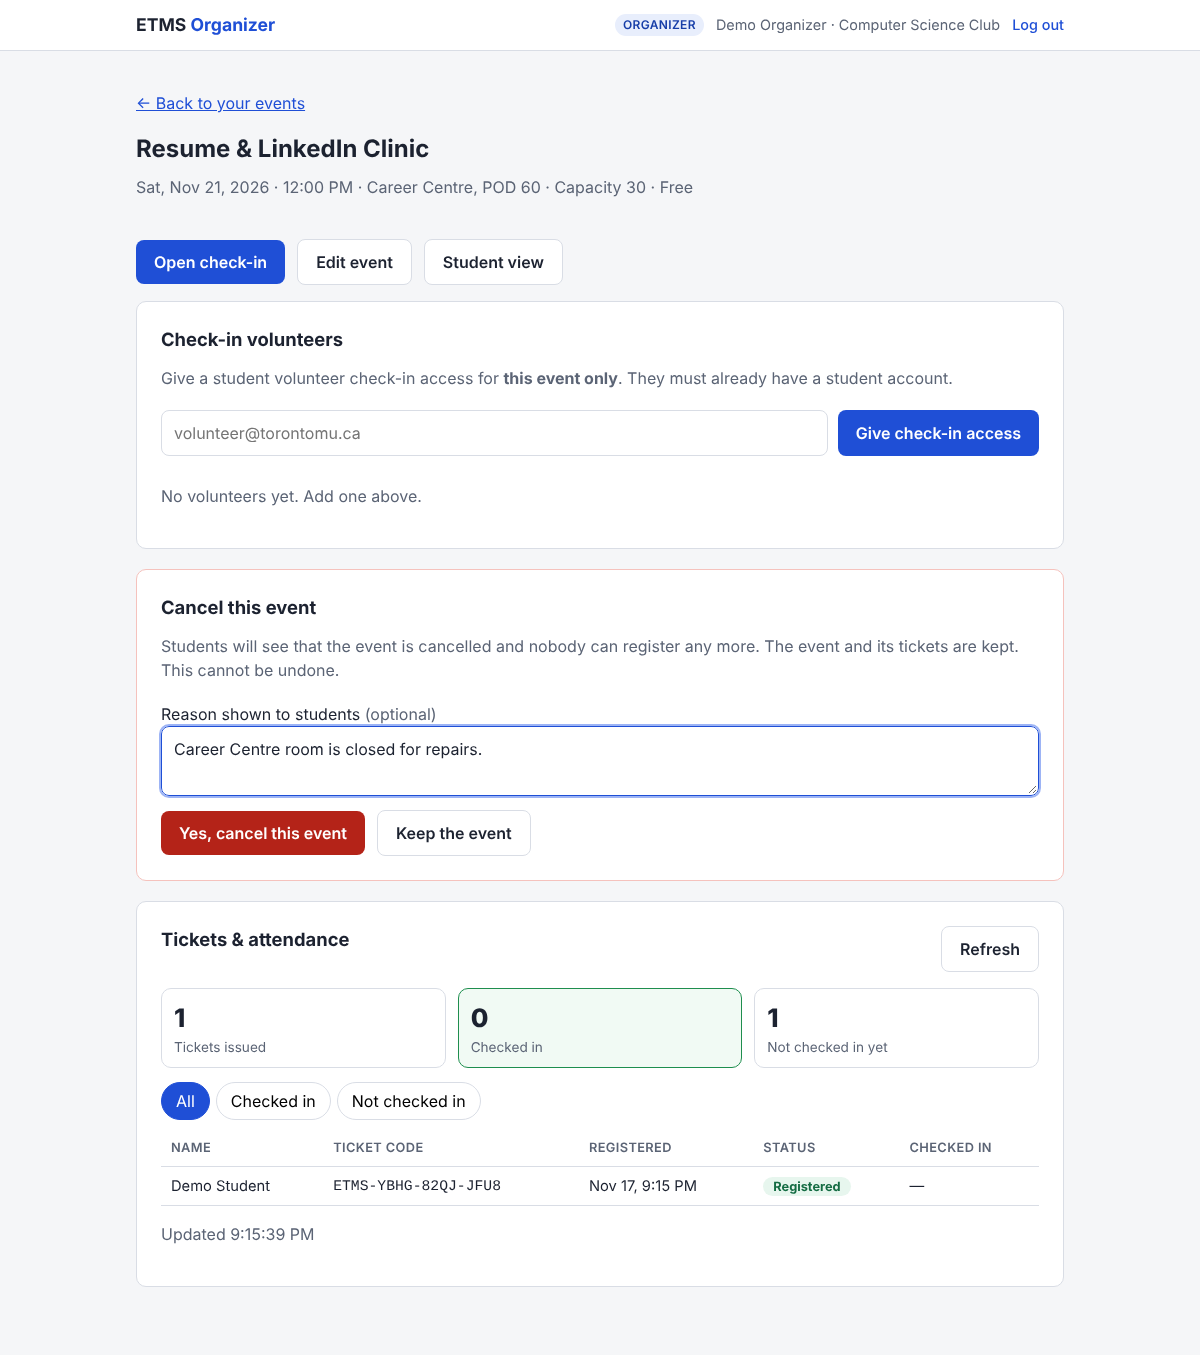 ETMS Organizer
ORGANIZER Demo Organizer · Computer Science Club Log out
← Back to your events
Resume & LinkedIn Clinic
Sat, Nov 21, 2026 · 12:00 PM · Career Centre, POD 60 · Capacity 30 · Free
Open check-in Edit event Student view
Check-in volunteers
Give a student volunteer check-in access for this event only. They must already have a student account.
volunteer@torontomu.ca Give check-in access
No volunteers yet. Add one above.
Cancel this event
Students will see that the event is cancelled and nobody can register any more. The event and its tickets are kept.
This cannot be undone.
Reason shown to students (optional)
Career Centre room is closed for repairs.
Yes, cancel this event Keep the event
Tickets & attendance
Refresh
1 0 1
Tickets issued Checked in Not checked in yet
All Checked in Not checked in
NAME TICKET CODE REGISTERED STATUS CHECKED IN
Demo Student ETMS-YBHG-82QJ-JFU8 Nov 17, 9:15 PM Registered —
Updated 9:15:39 PM